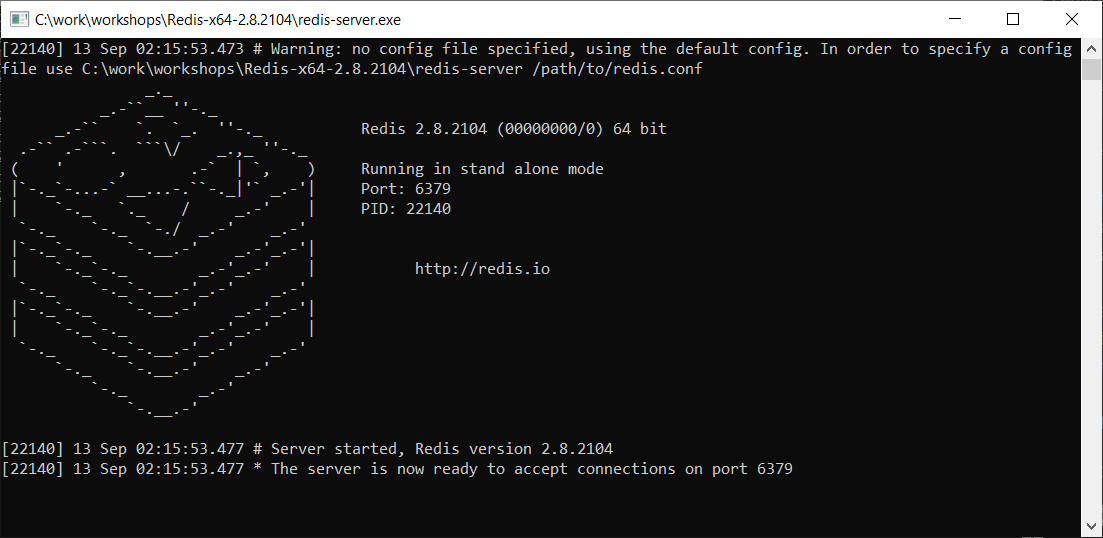 C:\work\workshops\Redis-x64-2.8.2104\redis-server.exe
[22140] 13 Sep 02:15:53.473 # Warning: no config file specified, using the default config. In order to specify a config
file use C:\work\workshops\Redis-x64-2.8.2104\redis-server /path/to/redis.conf
Redis 2.8.2104 (00000000/0) 64 bit
Running in stand alone mode
Port: 6379
PID: 22140
http://redis.io
[22140] 13 Sep 02:15:53.477 # Server started, Redis version 2.8.2104
[22140] 13 Sep 02:15:53.477 * The server is now ready to accept connections on port 6379